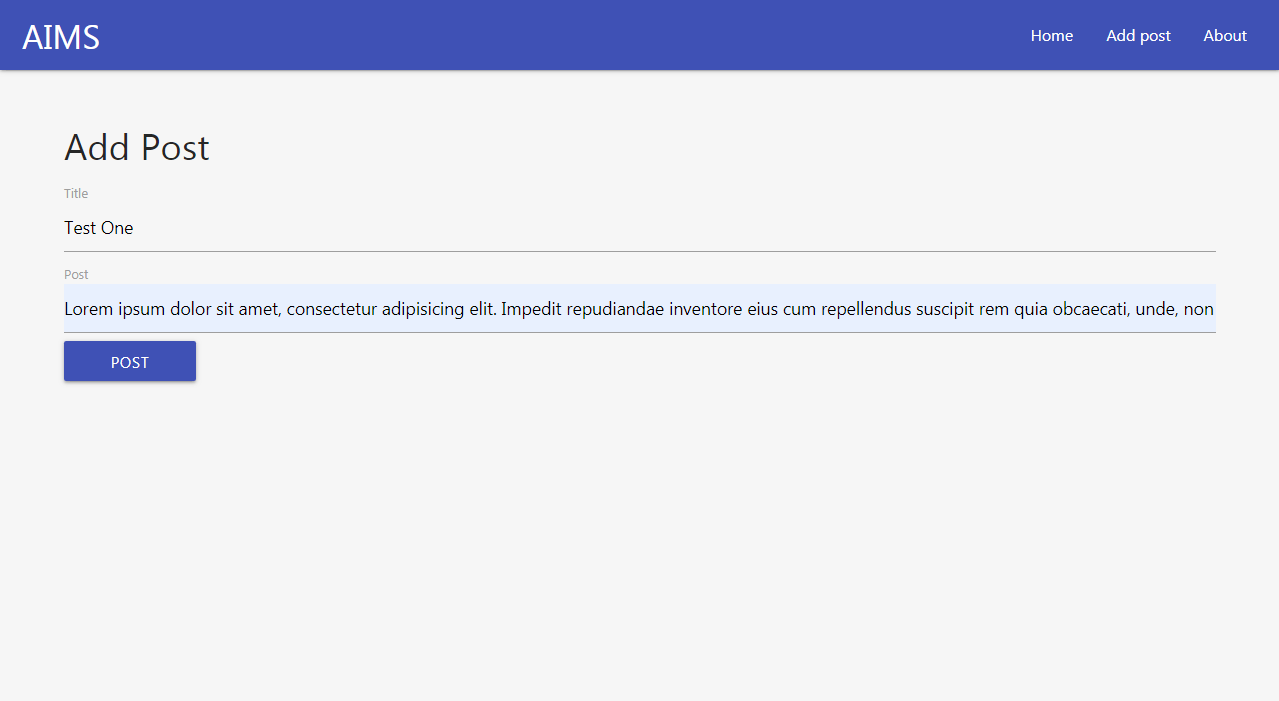 AIMS
Home Add post About
Add Post
Title
Test One
Post
Lorem ipsum dolor sit amet, consectetur adipisicing elit. Impedit repudiandae inventore eius cum repellendus suscipit rem quia obcaecati, unde, non
POST